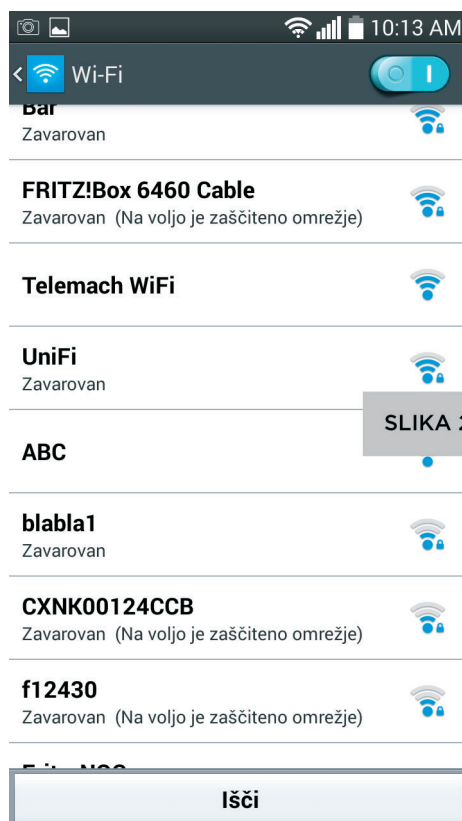 10:13 AM
Wi-Fi
Bar
Zavarovan
FRITZ!Box 6460 Cable
Zavarovan (Na voljo je zaščiteno omrežje)
Telemach WiFi
UniFi
Zavarovan
SLIKA 2
ABC
blabla1
Zavarovan
CXNK00124CCB
Zavarovan (Na voljo je zaščiteno omrežje)
f12430
Zavarovan (Na voljo je zaščiteno omrežje)
Išči